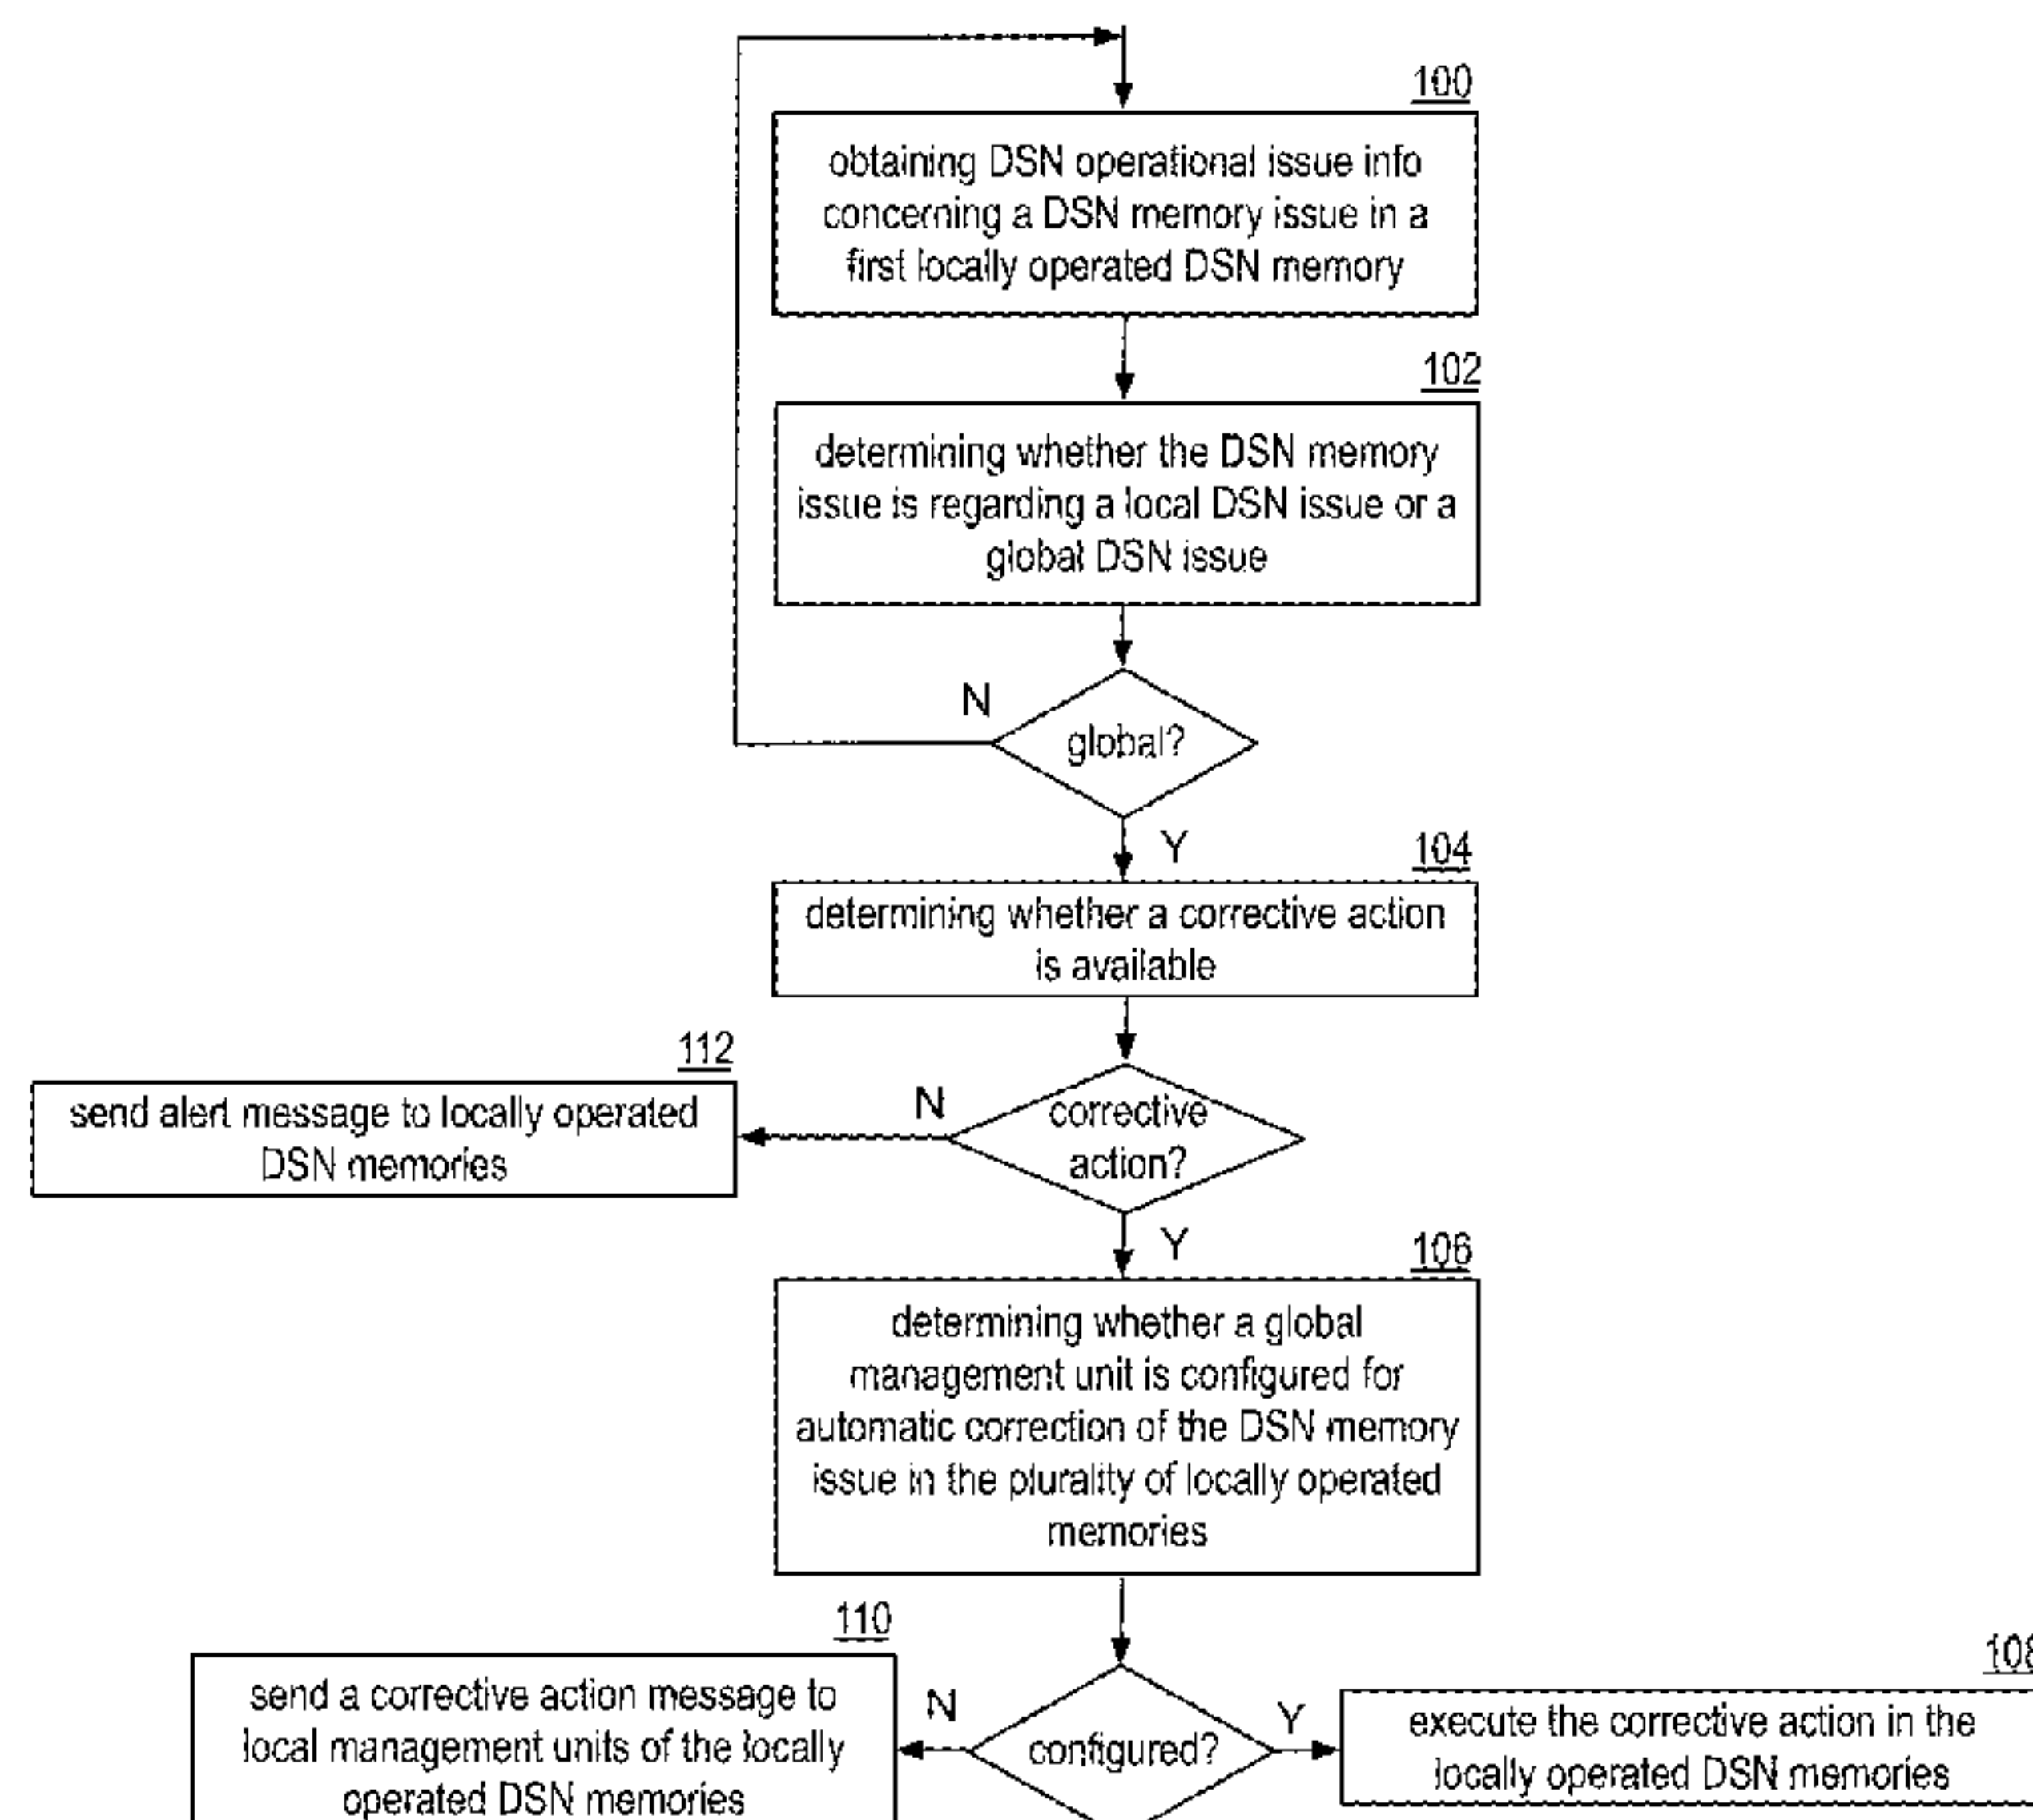 100
obtaining DSN operational issue info
concerning a DSN memory issue in a
first locally operated DSN memory
102
determining whether the DSN memory
issue is regarding a local DSN issue or a
global DSN issue
N
global?
Y
104
determining whether a corrective action
is available
112
send alert message to locally operated
DSN memories
N
corrective
action?
Y
106
determining whether a global
management unit is configured for
automatic correction of the DSN memory
issue in the plurality of locally operated
memories
110
send a corrective action message to
local management units of the locally
operated DSN memories
N
configured?
Y
108
execute the corrective action in the
locally operated DSN memories